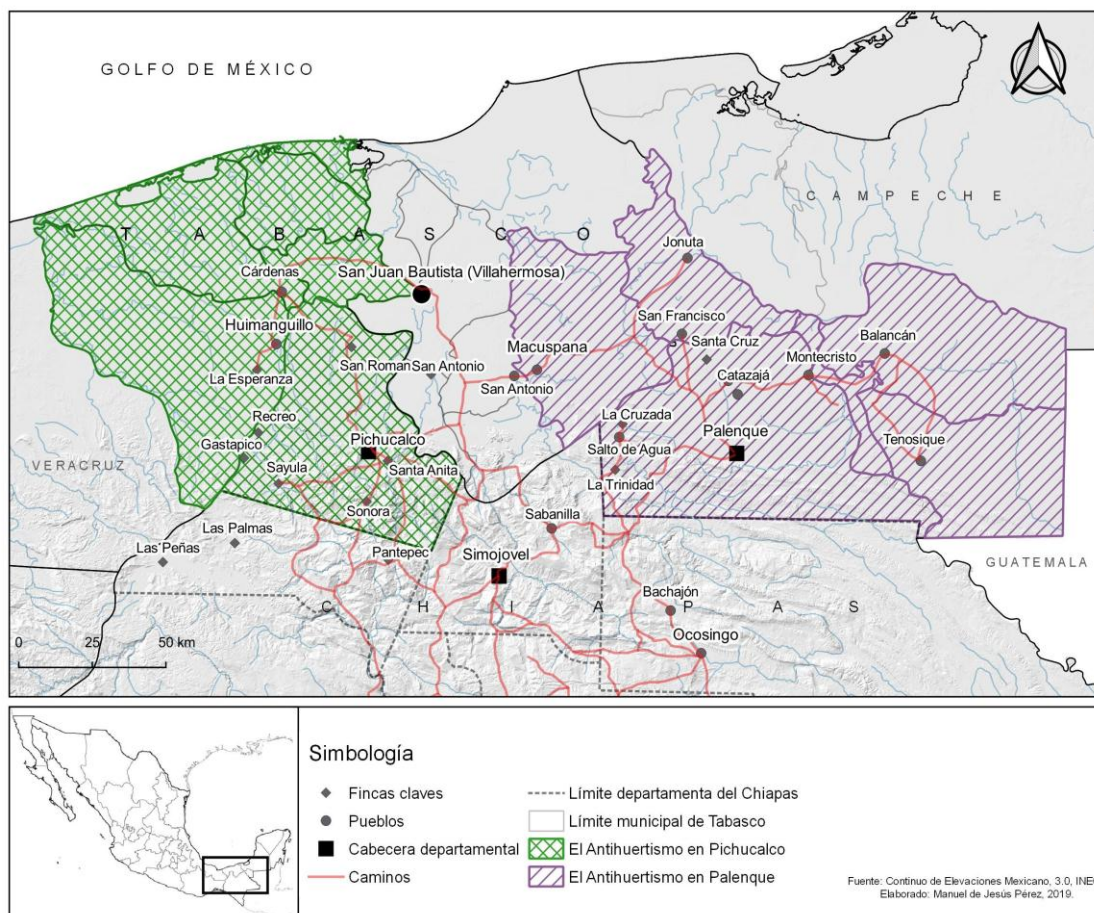 GOLFO DE MÉXICO
CAMPECHE
TABASCO
Jonuta
Cárdenas
San Juan Bautista (Villahermosa)
San Francisco
Huimanguillo
Santa Cruz
Balancán
Macuspana
San Roman
San Antonio
Montecristo
La Esperanza
San Antonio
Catazajá
Recreo
La Cruzada
Pichucalco
Palenque
Gastapico
Salto de Agua
Tenosique
VERACRUZ
Sayula
Santa Anita
La Trinidad
Sonora
Sabanilla
Las Palmas
Las Peñas
Pantepec
Simojovel
GUATEMALA
Bachajón
CHIAPAS
Ocosingo
0 25 50 km
Simbología
Fincas claves
Pueblos
Cabecera departamental
Caminos
Límite departamenta del Chiapas
Límite municipal de Tabasco
El Antihuertismo en Pichucalco
El Antihuertismo en Palenque
Fuente: Continuo de Elevaciones Mexicano, 3.0, INE
Elaborado: Manuel de Jesús Pérez, 2019.